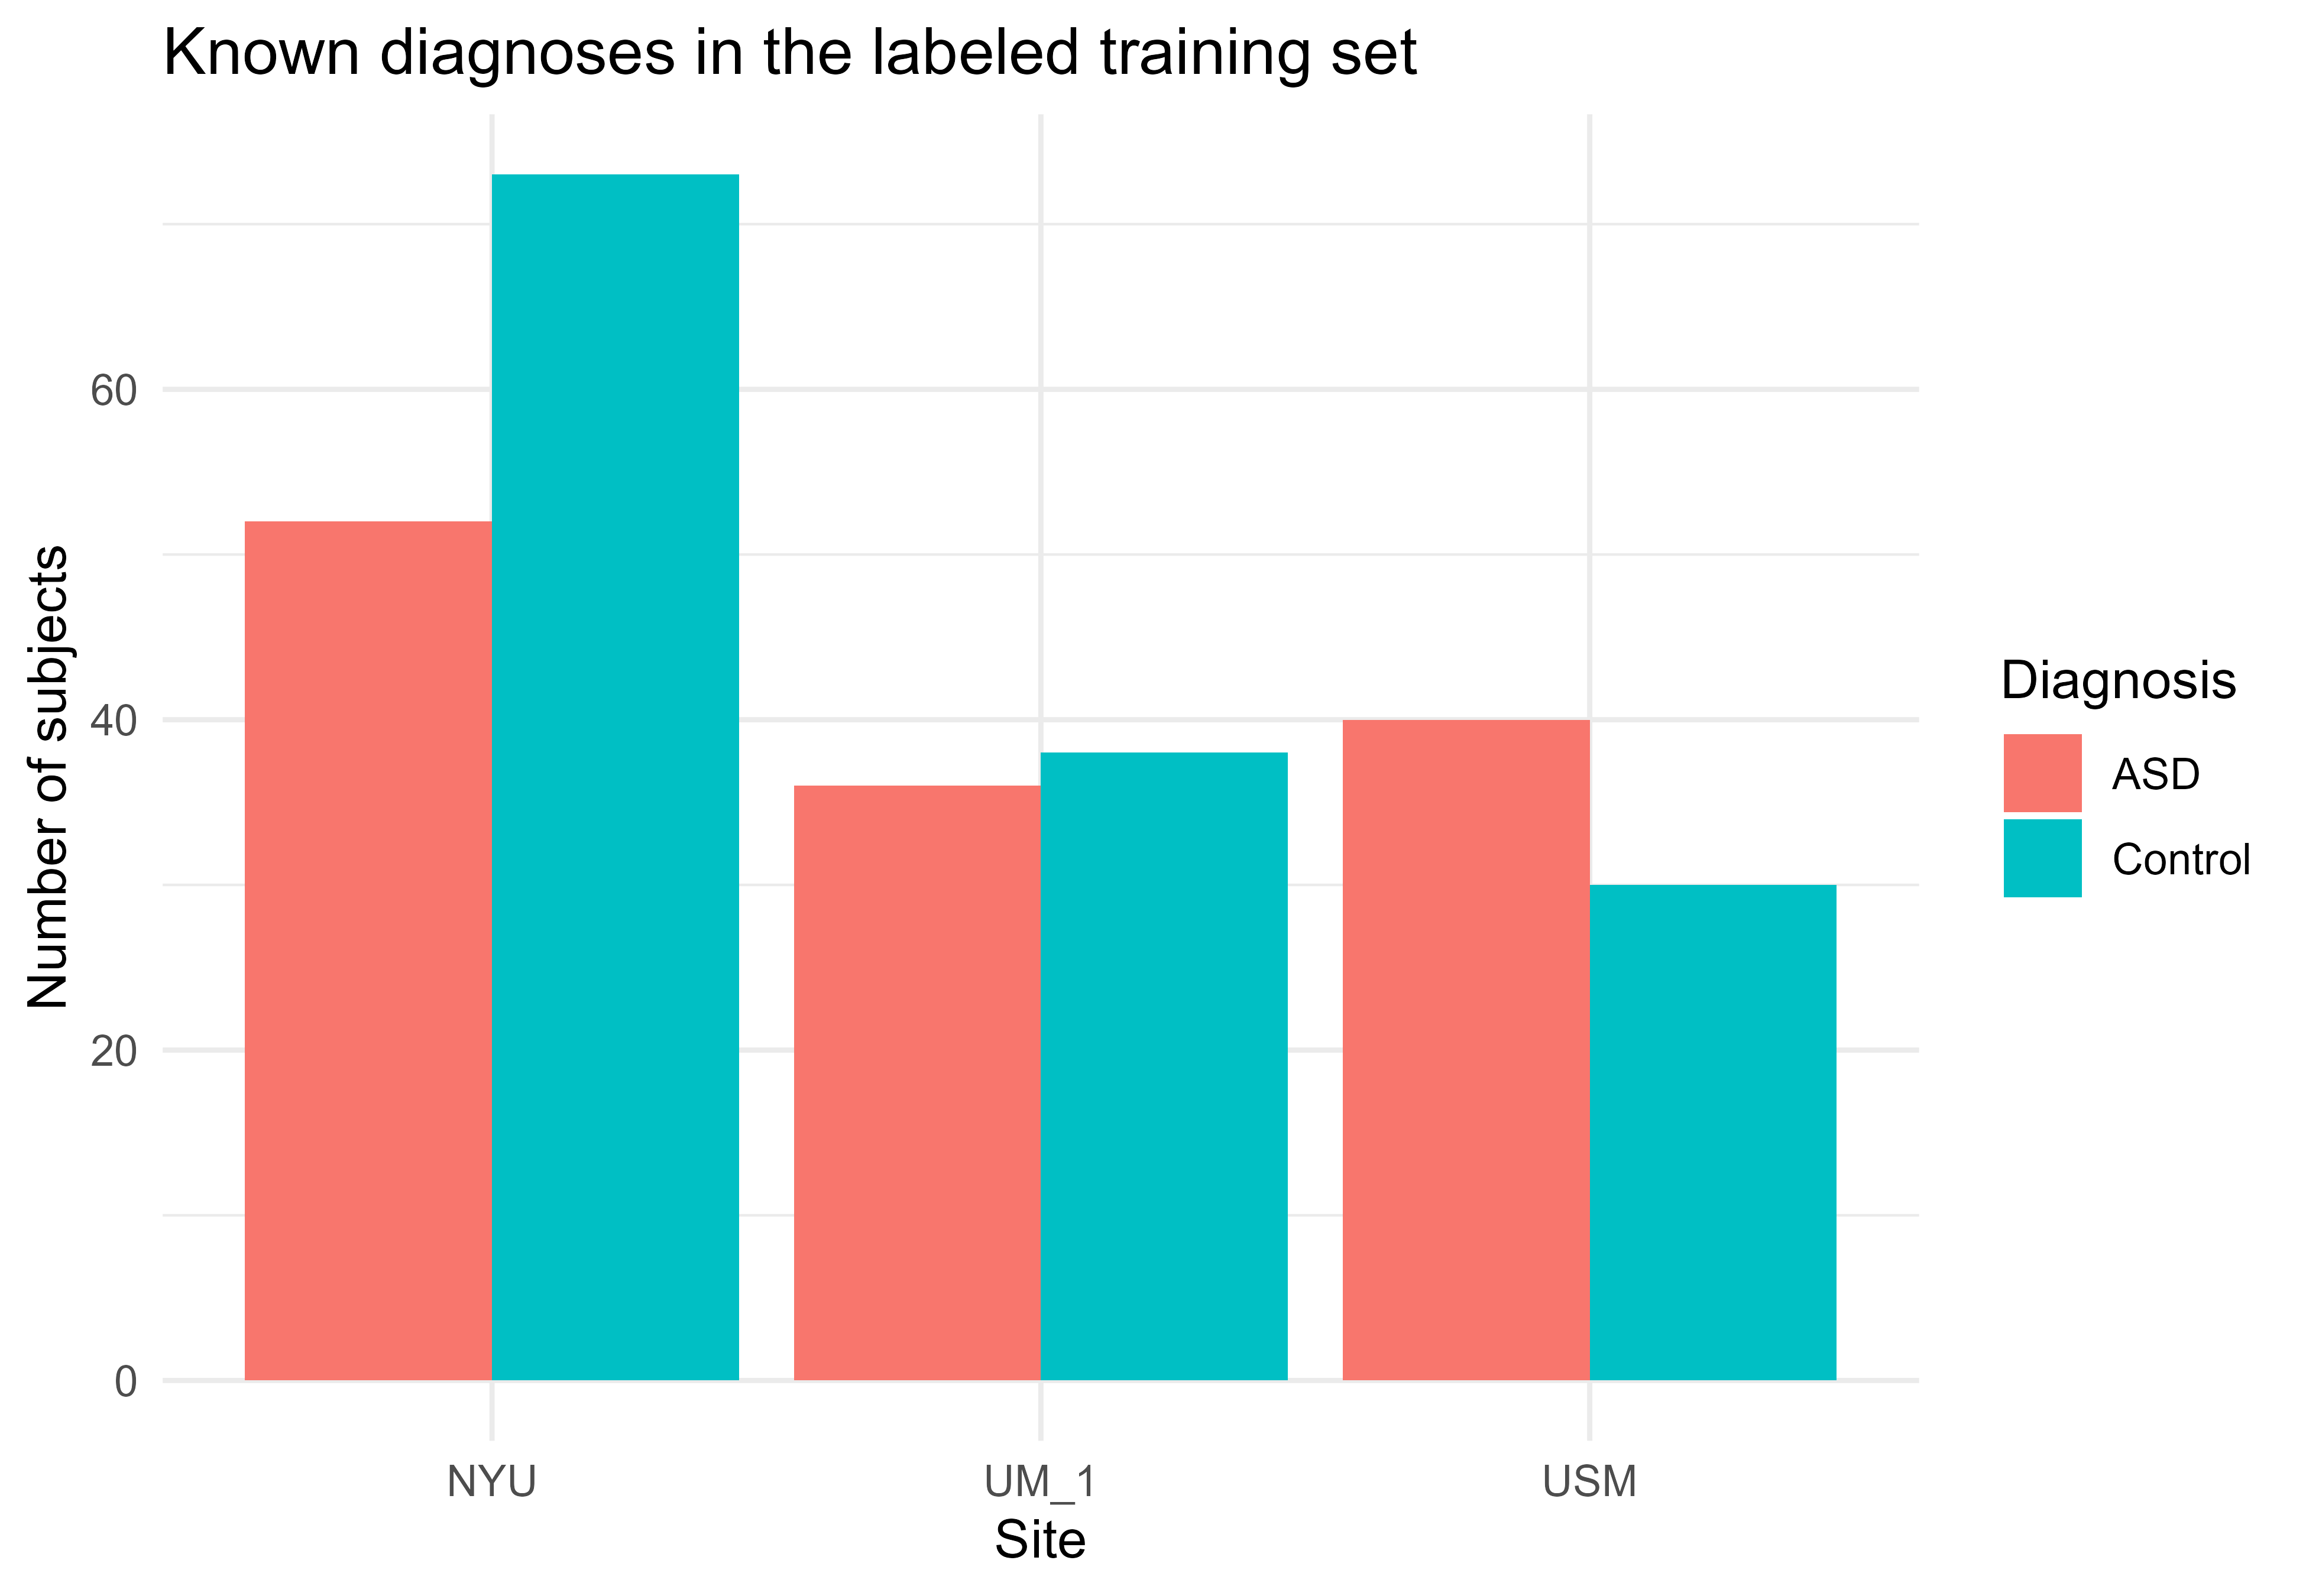 Known diagnoses in the labeled training set
Number of subjects
60
40
20
0
NYU
UM_1
USM
Site
Diagnosis
ASD
Control